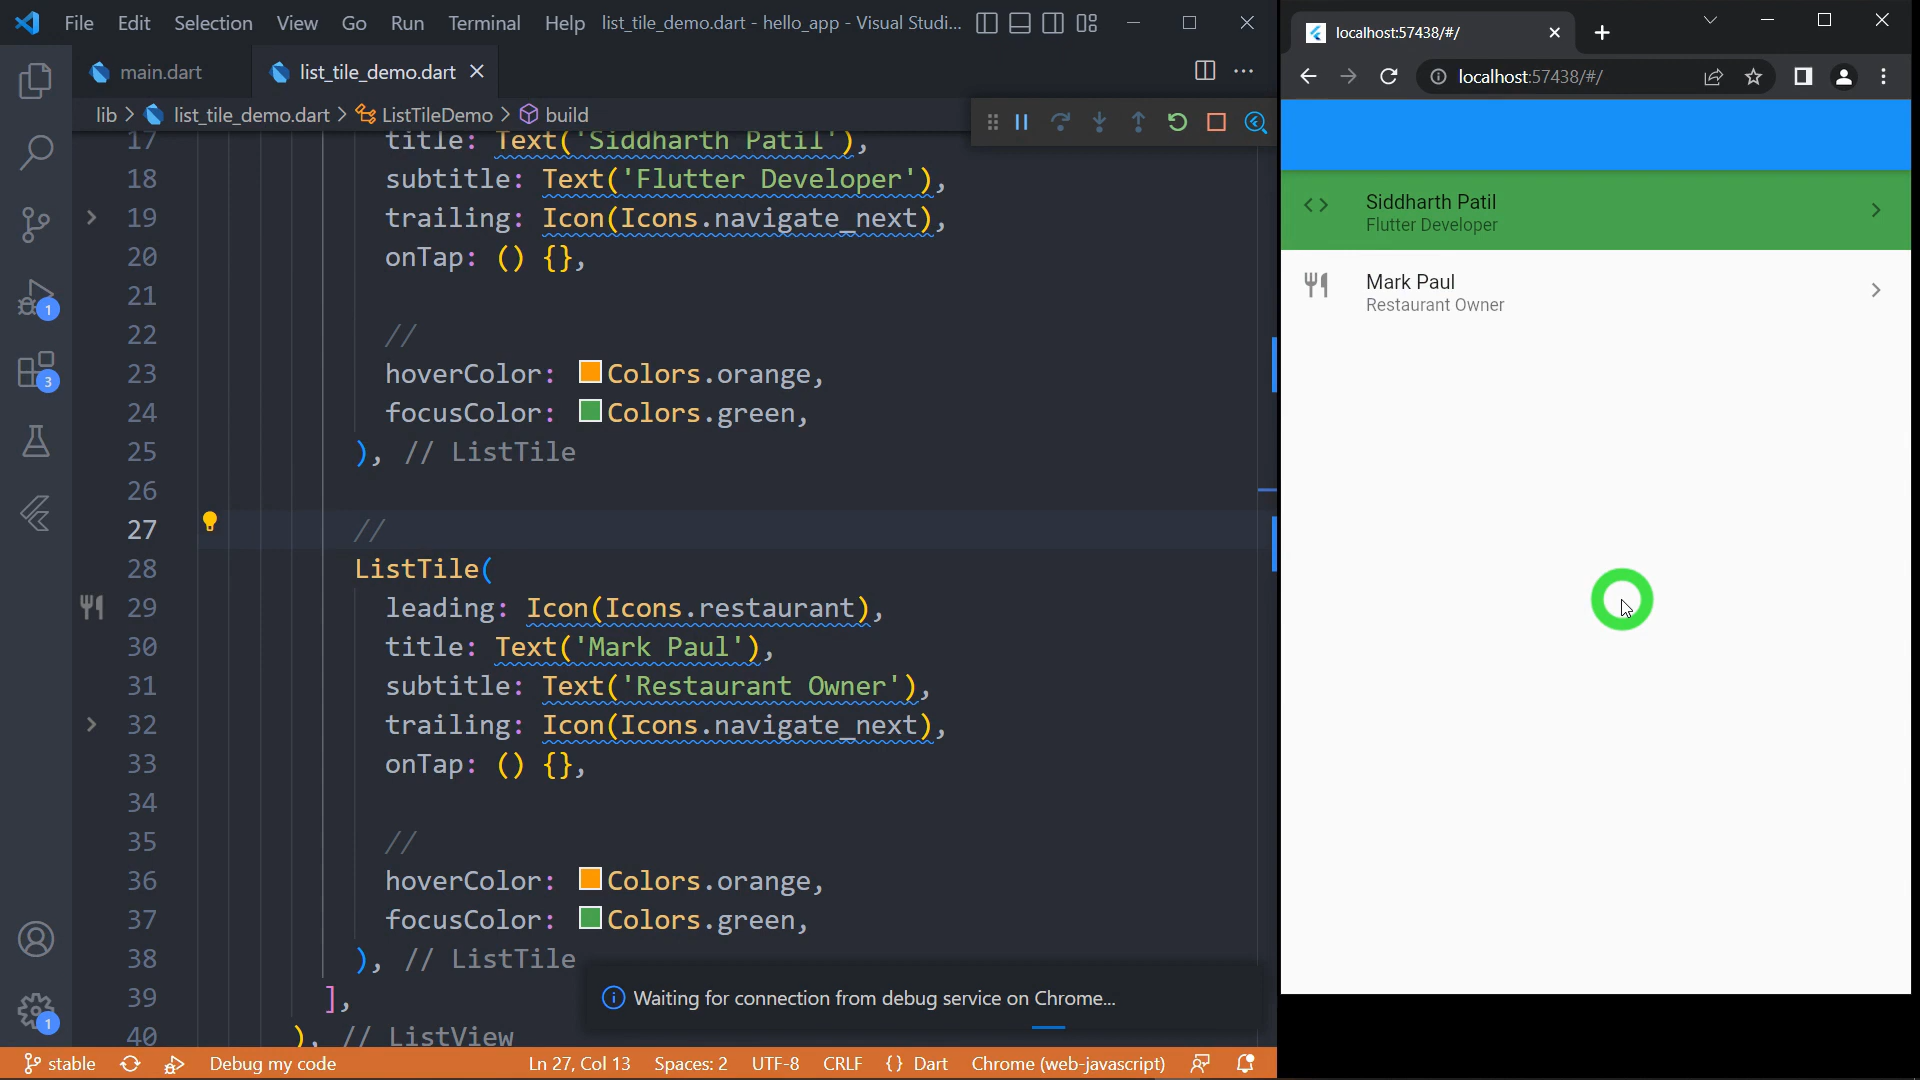 File Edit Selection View Go Run Terminal Help list_tile_demo.dart - hello_app - Visual Studi...
main.dart list_tile_demo.dart
lib > list_tile_demo.dart > ListTileDemo > build
17 title: Text('Siddharth Patil'),
18 subtitle: Text('Flutter Developer'),
19 trailing: Icon(Icons.navigate_next),
20 onTap: () {},
21
22 //
23 hoverColor: Colors.orange,
24 focusColor: Colors.green,
25 ), // ListTile
26
27 //
28 ListTile(
29 leading: Icon(Icons.restaurant),
30 title: Text('Mark Paul'),
31 subtitle: Text('Restaurant Owner'),
32 trailing: Icon(Icons.navigate_next),
33 onTap: () {},
34
35 //
36 hoverColor: Colors.orange,
37 focusColor: Colors.green,
38 ), // ListTile
39 ],
40 ), // ListView
1
3
1
Waiting for connection from debug service on Chrome...
stable Debug my code Ln 27, Col 13 Spaces: 2 UTF-8 CRLF {} Dart Chrome (web-javascript)
localhost:57438/#/
localhost:57438/#/
Siddharth Patil
Flutter Developer
Mark Paul
Restaurant Owner